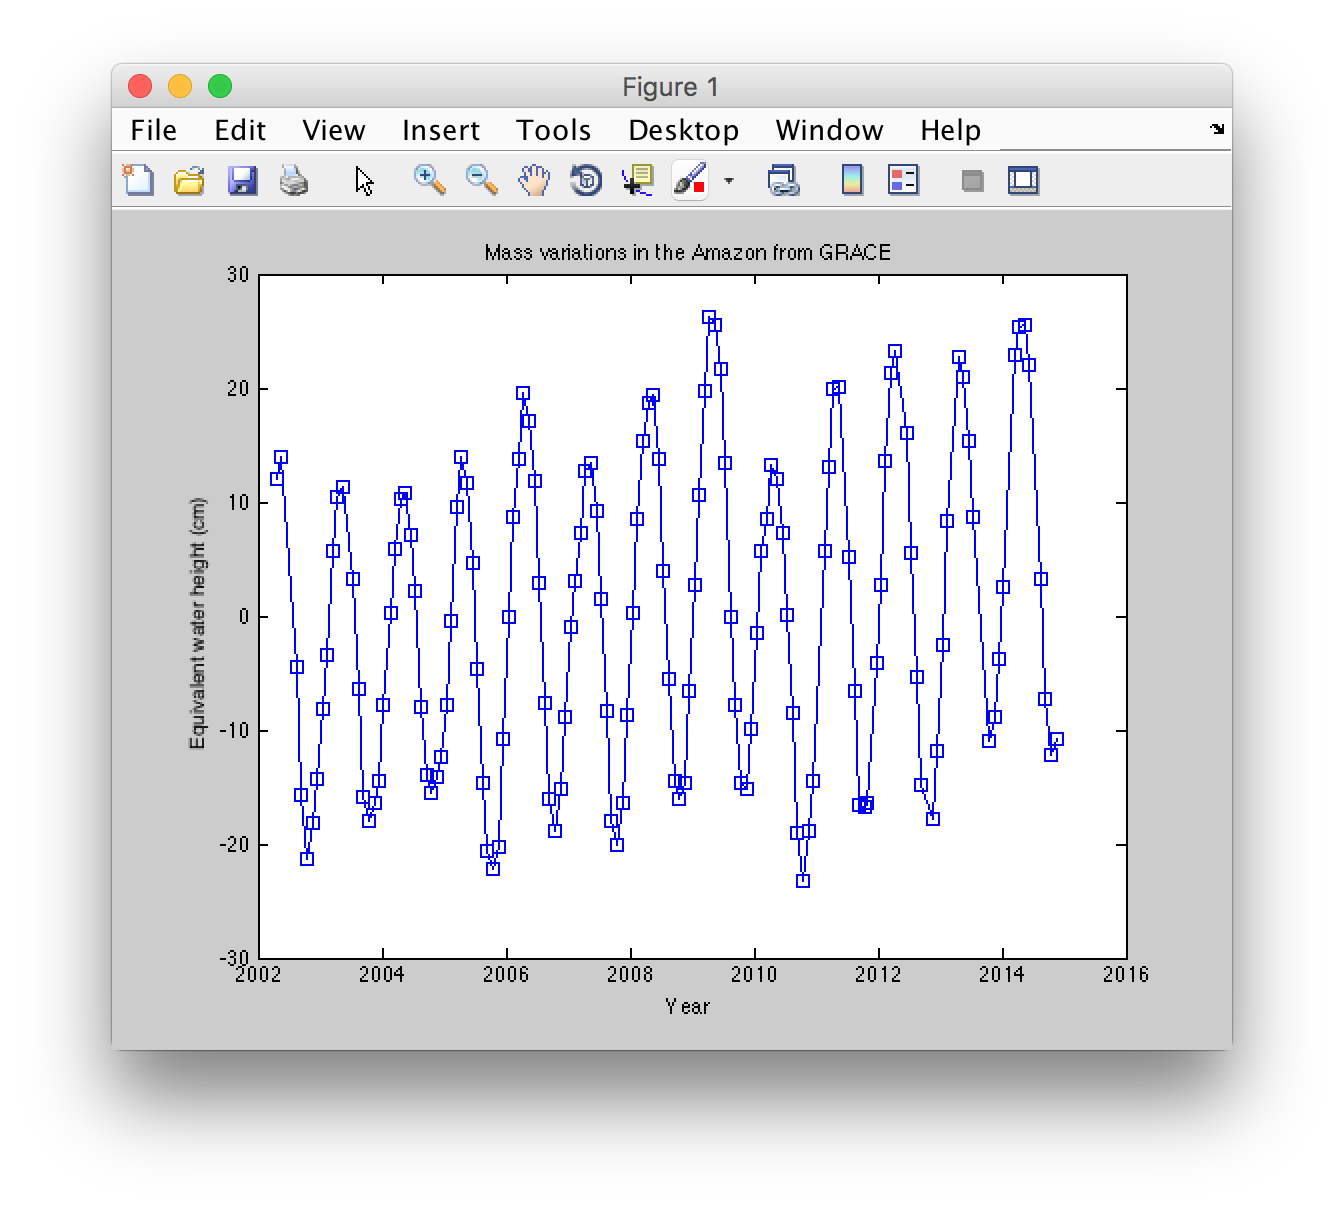 Figure 1
File Edit View Insert Tools Desktop Window Help
Mass variations in the Amazon from GRACE
30
20
10
0
-10
-20
-30
Equivalent water height (cm)
2002 2004 2006 2008 2010 2012 2014 2016
Year